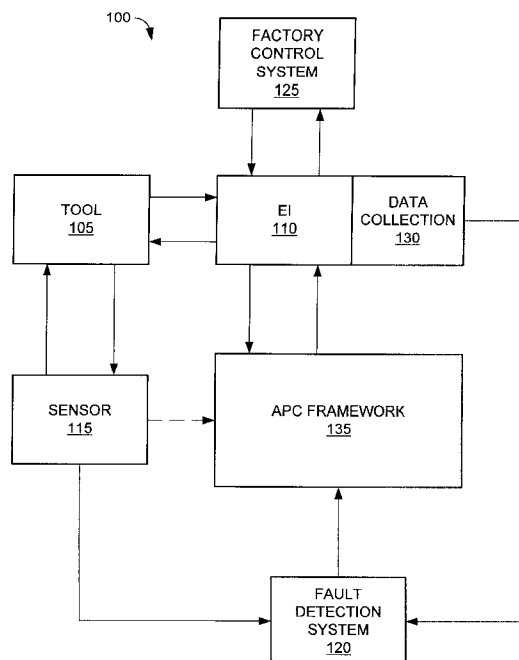 100
FACTORY
CONTROL
SYSTEM
125
TOOL
105
EI
110
DATA
COLLECTION
130
SENSOR
115
APC FRAMEWORK
135
FAULT
DETECTION
SYSTEM
120